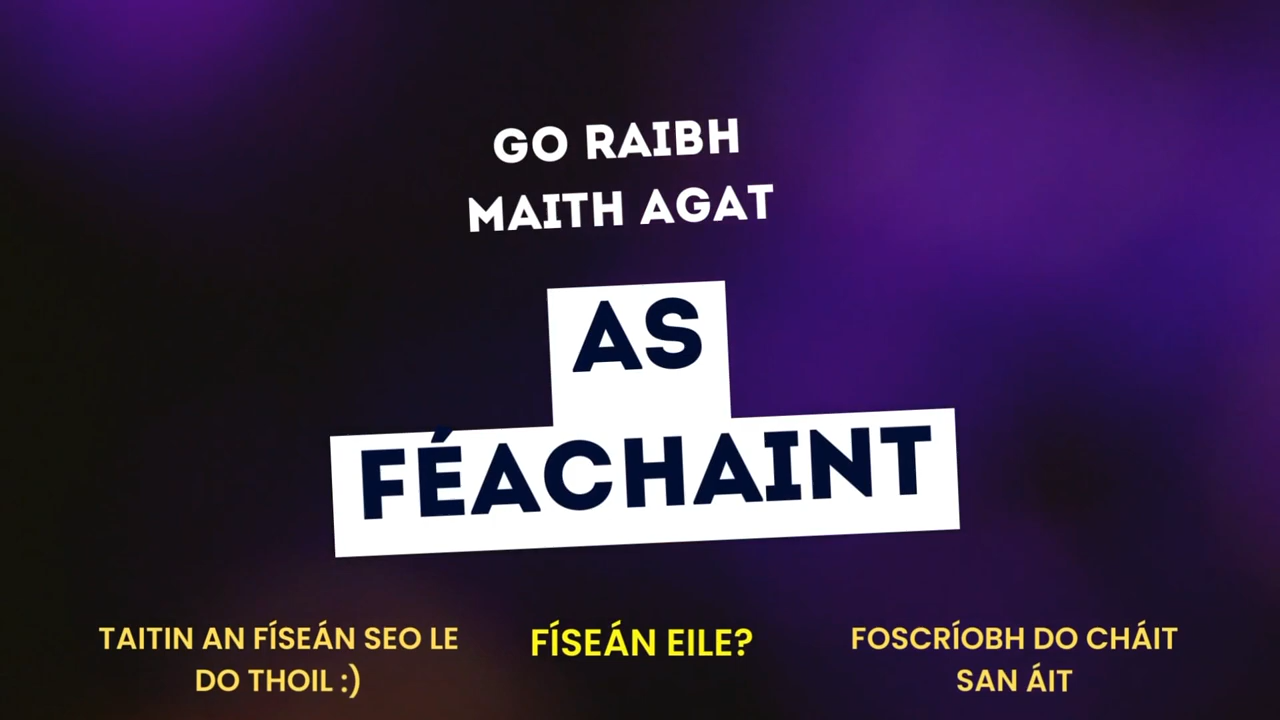 GO RAIBH
MAITH AGAT
AS
FÉACHAINT
TAITIN AN FÍSEÁN SEO LE
DO THOIL :)
FÍSEÁN EILE?
FOSCRÍOBH DO CHÁIT
SAN ÁIT